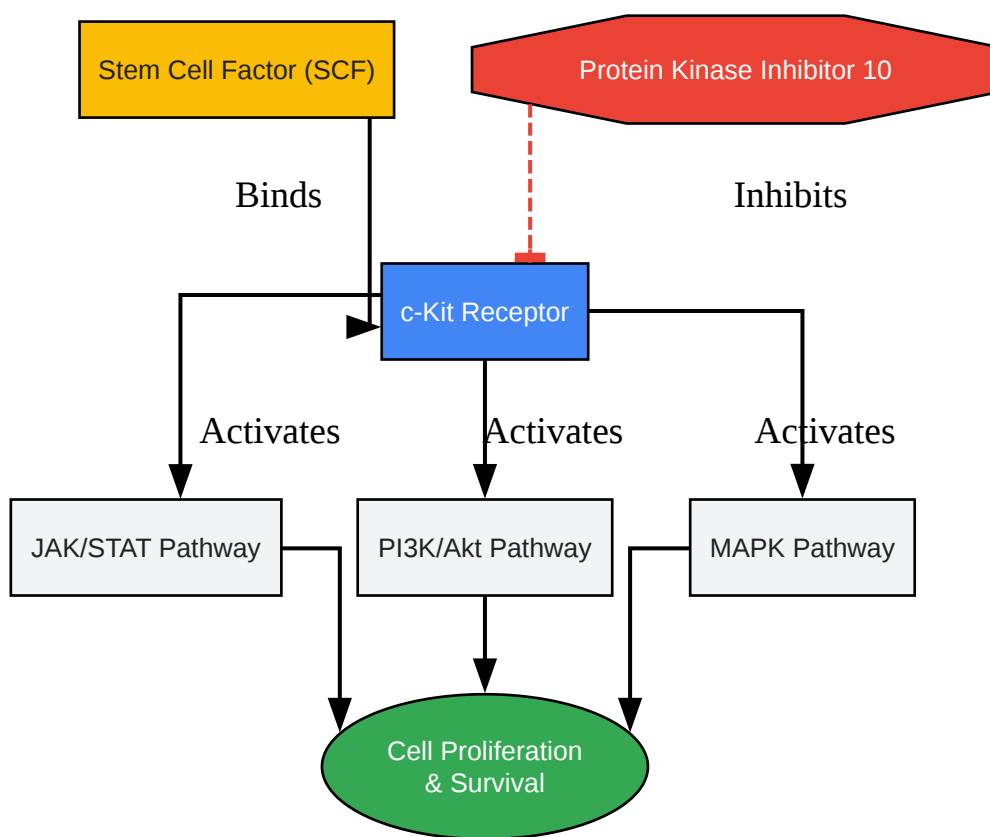 Stem Cell Factor (SCF)
Protein Kinase Inhibitor 10
Binds
Inhibits
c-Kit Receptor
Activates
Activates
Activates
JAK/STAT Pathway
PI3K/Akt Pathway
MAPK Pathway
Cell Proliferation
& Survival